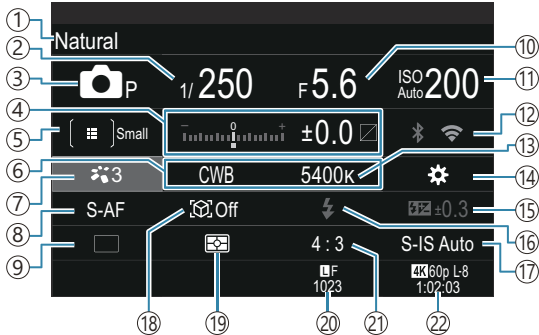 ① Natural
② ⑩
③ P 1/250 F5.6 ISO Auto 200 ⑪
④ ⑫
⑤ Small − 0 + ±0.0
⑥ ⑬
⑦ 3 CWB 5400K ⑭
⑧ S-AF Off ±0.3 ⑮
⑯
⑨ 4:3 S-IS Auto ⑰
LF 4K 60p L-8
1023 1:02:03
⑱ ⑲ ⑳ ㉑ ㉒